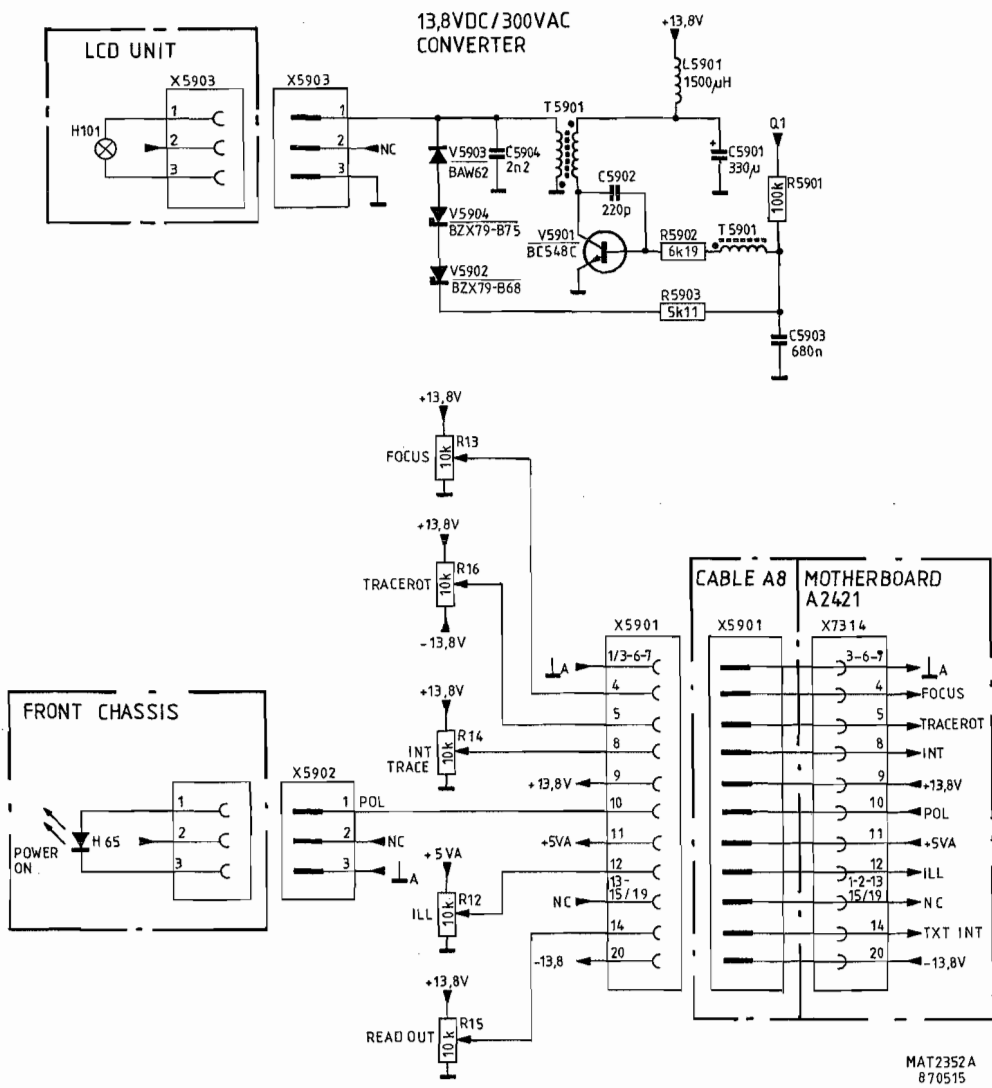 13,8VDC/300VAC
CONVERTER
+13,8V
LCD UNIT
L5901
1500µH
X5903
X5903
T5901
Q1
1
1
H101
2
2
NC
V5903
BAW62
C5904
2n2
C5902
220p
+
C5901
330µ
R5901
100k
3
3
V5904
BZX79-B75
V5901
BC548C
R5902
6k19
T5901
V5902
BZX79-B68
R5903
5k11
C5903
680n
+13,8V
R13
10k
FOCUS
+13,8V
R16
10k
TRACEROT
-13,8V
CABLE A8
MOTHERBOARD
A2421
X5901
X5901
X7314
A
1/3-6-7
3-6-7
A
4
4
FOCUS
5
5
TRACEROT
+13,8V
R14
10k
INT
TRACE
8
8
INT
+13,8V
9
9
+13,8V
FRONT CHASSIS
X5902
1
1
POL
10
10
POL
H65
2
2
NC
+5VA
11
11
+5VA
POWER
ON
3
3
A
+5VA
12
12
ILL
R12
10k
ILL
NC
13-
15/19
1-2-13
15/19
NC
14
14
TXT INT
-13,8
20
20
-13,8V
+13,8V
R15
10k
READ OUT
MAT2352A
870515